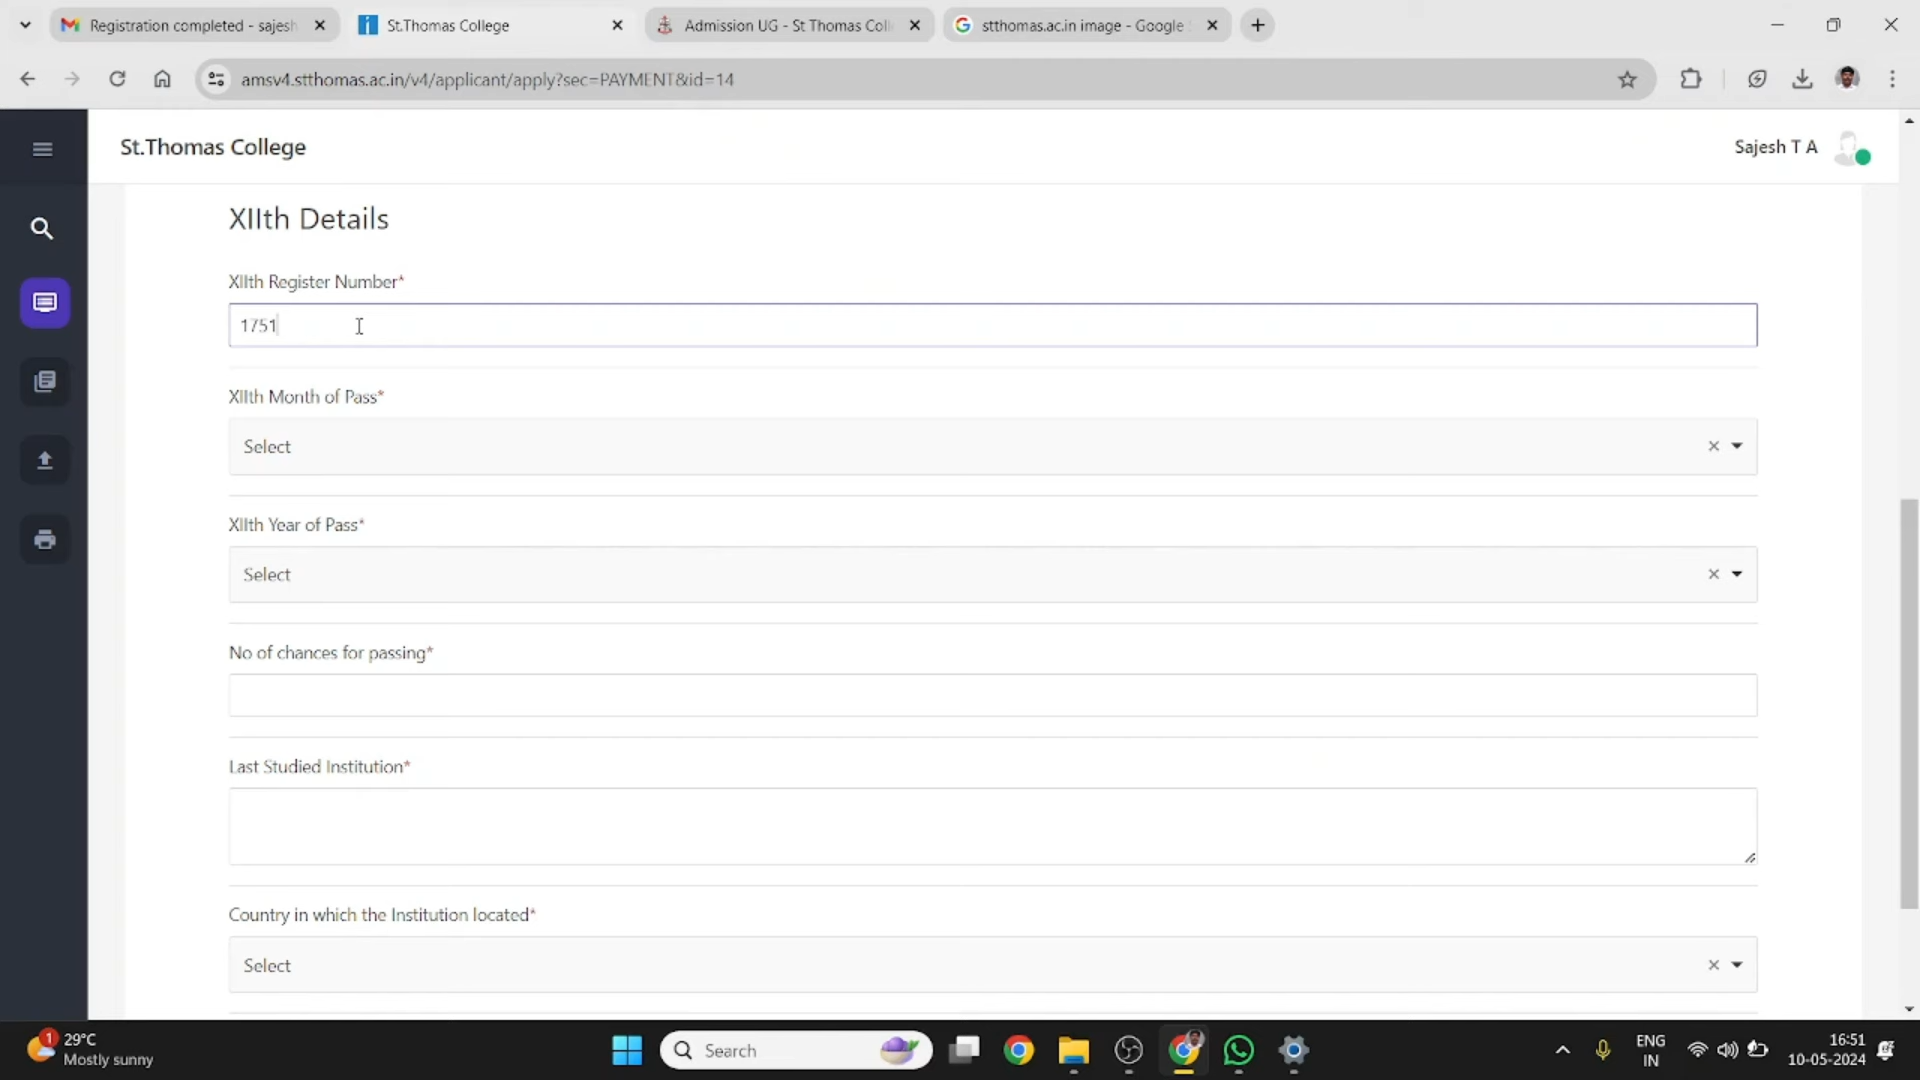 Registration completed - sajesh
St.Thomas College
Admission UG - St Thomas Coll
stthomas.ac.in image - Google S
amsv4.stthomas.ac.in/v4/applicant/apply?sec=PAYMENT&id=14
St.Thomas College
Sajesh T A
XIIth Details
XIIth Register Number*
1751
XIIth Month of Pass*
Select
XIIth Year of Pass*
Select
No of chances for passing*
Last Studied Institution*
Country in which the Institution located*
Select
1
29°C
Mostly sunny
Search
ENG
IN
16:51
10-05-2024